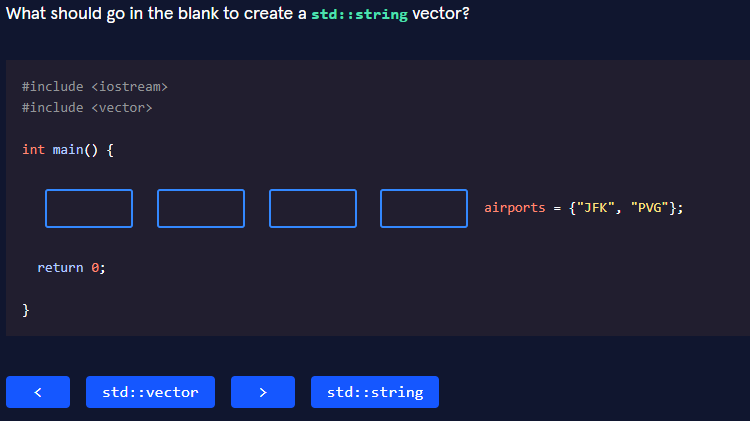 What should go in the blank to create a std::string vector?
#include <iostream>
#include <vector>
int main() {
airports = {"JFK", "PVG"};
return 0;
}
< std::vector > std::string